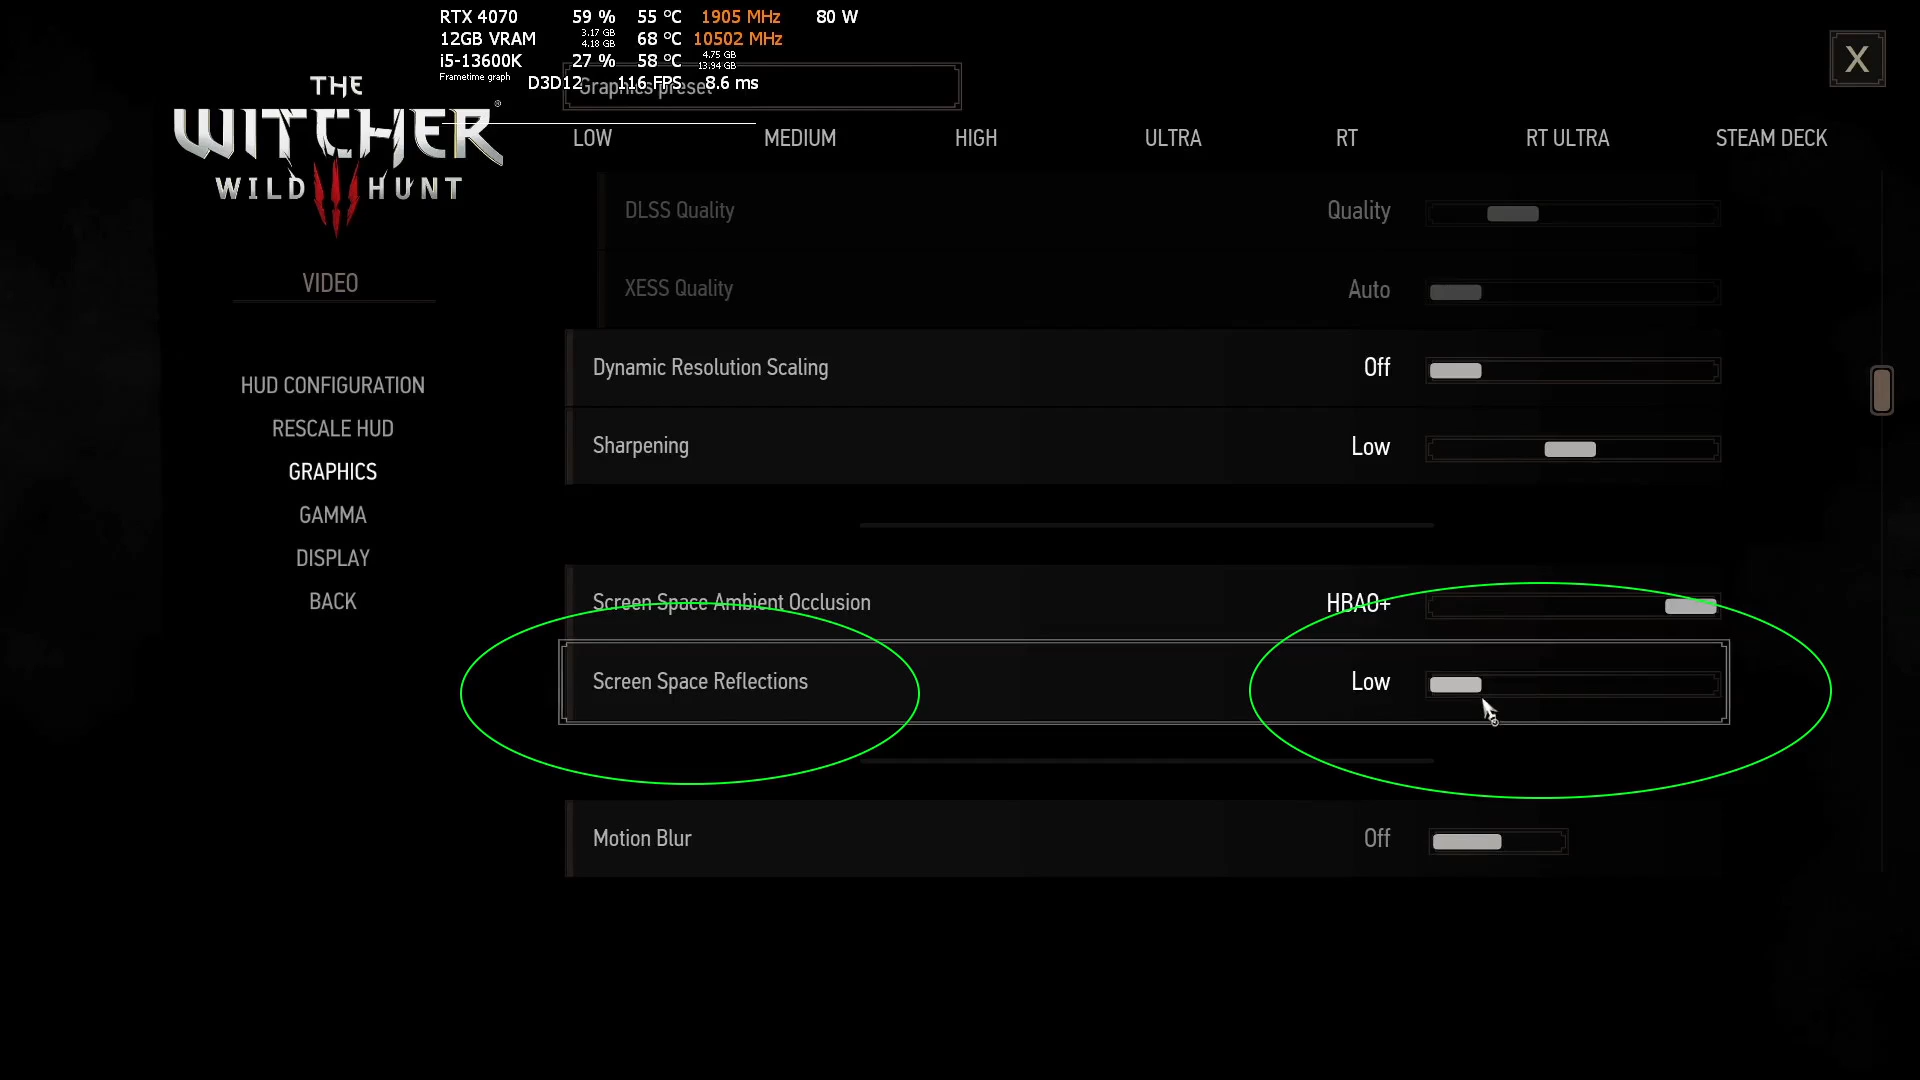 RTX 4070 59 % 55 °C 1905 MHz 80 W
12GB VRAM 3.17 GB 4.18 GB 68 °C 10502 MHz
i5-13600K 27 % 58 °C 4.75 GB 13.94 GB
Frametime graph D3D12 116 FPS 8.6 ms
Graphics preset
X
THE
WITCHER ®
WILD HUNT
LOW MEDIUM HIGH ULTRA RT RT ULTRA STEAM DECK
VIDEO
HUD CONFIGURATION
RESCALE HUD
GRAPHICS
GAMMA
DISPLAY
BACK
DLSS Quality Quality
XESS Quality Auto
Dynamic Resolution Scaling Off
Sharpening Low
Screen Space Ambient Occlusion HBAO+
Screen Space Reflections Low
Motion Blur Off